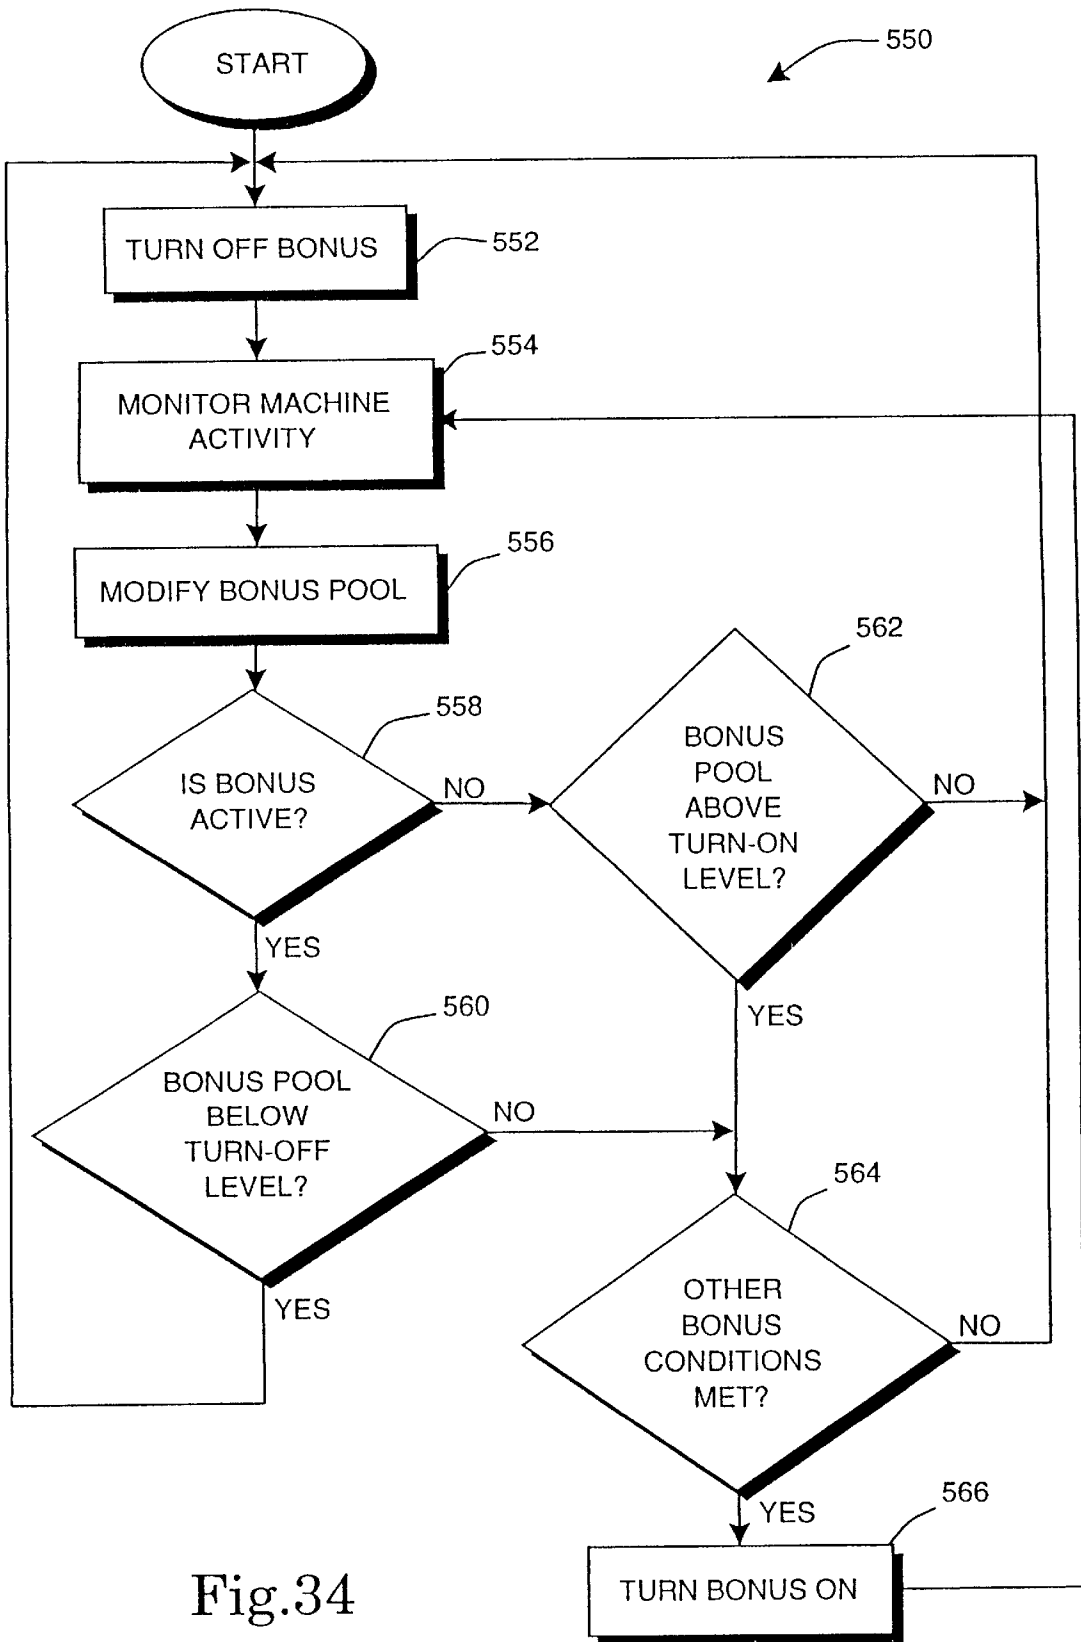 START
550
TURN OFF BONUS
552
554
MONITOR MACHINE
ACTIVITY
556
MODIFY BONUS POOL
558
IS BONUS
ACTIVE?
NO
YES
562
BONUS
POOL
ABOVE
TURN-ON
LEVEL?
NO
YES
560
BONUS POOL
BELOW
TURN-OFF
LEVEL?
NO
YES
564
OTHER
BONUS
CONDITIONS
MET?
NO
YES
566
TURN BONUS ON
Fig.34